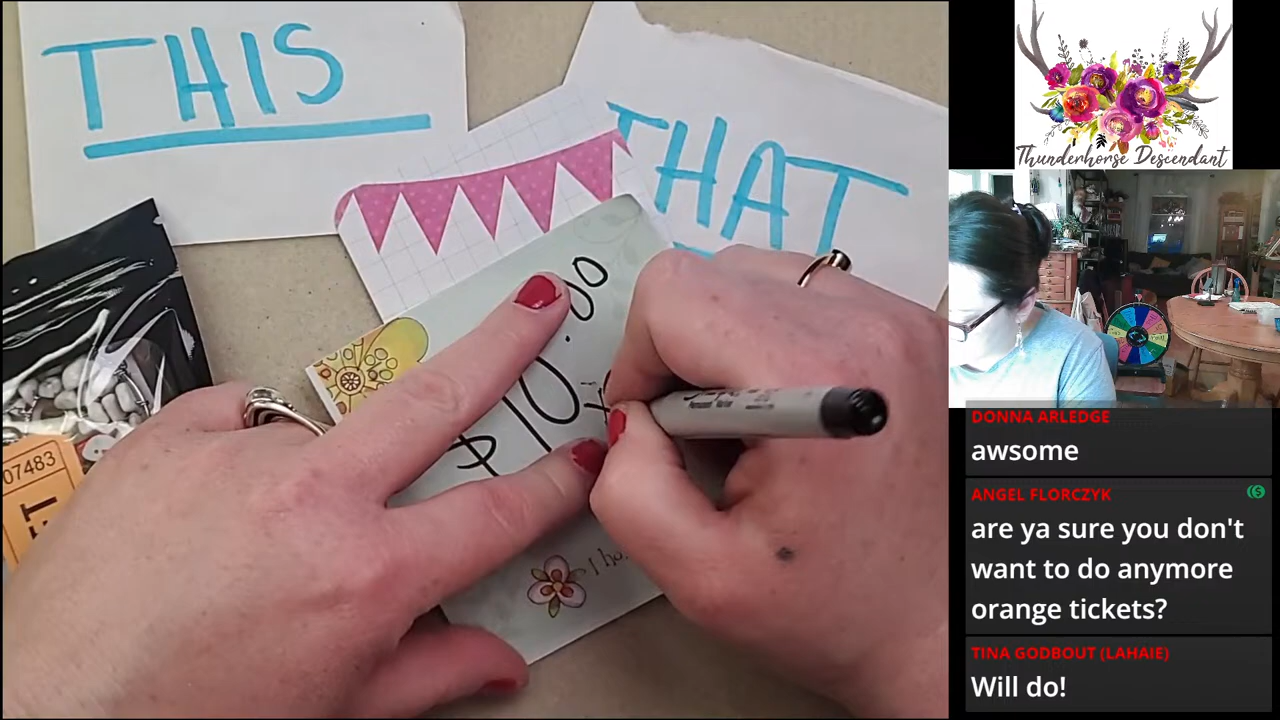 THIS
THAT
$10.00
I ho
07483
Thunderhorse Descendant
DONNA ARLEDGE
awsome
ANGEL FLORCZYK
are ya sure you don't
want to do anymore
orange tickets?
TINA GODBOUT (LAHAIE)
Will do!